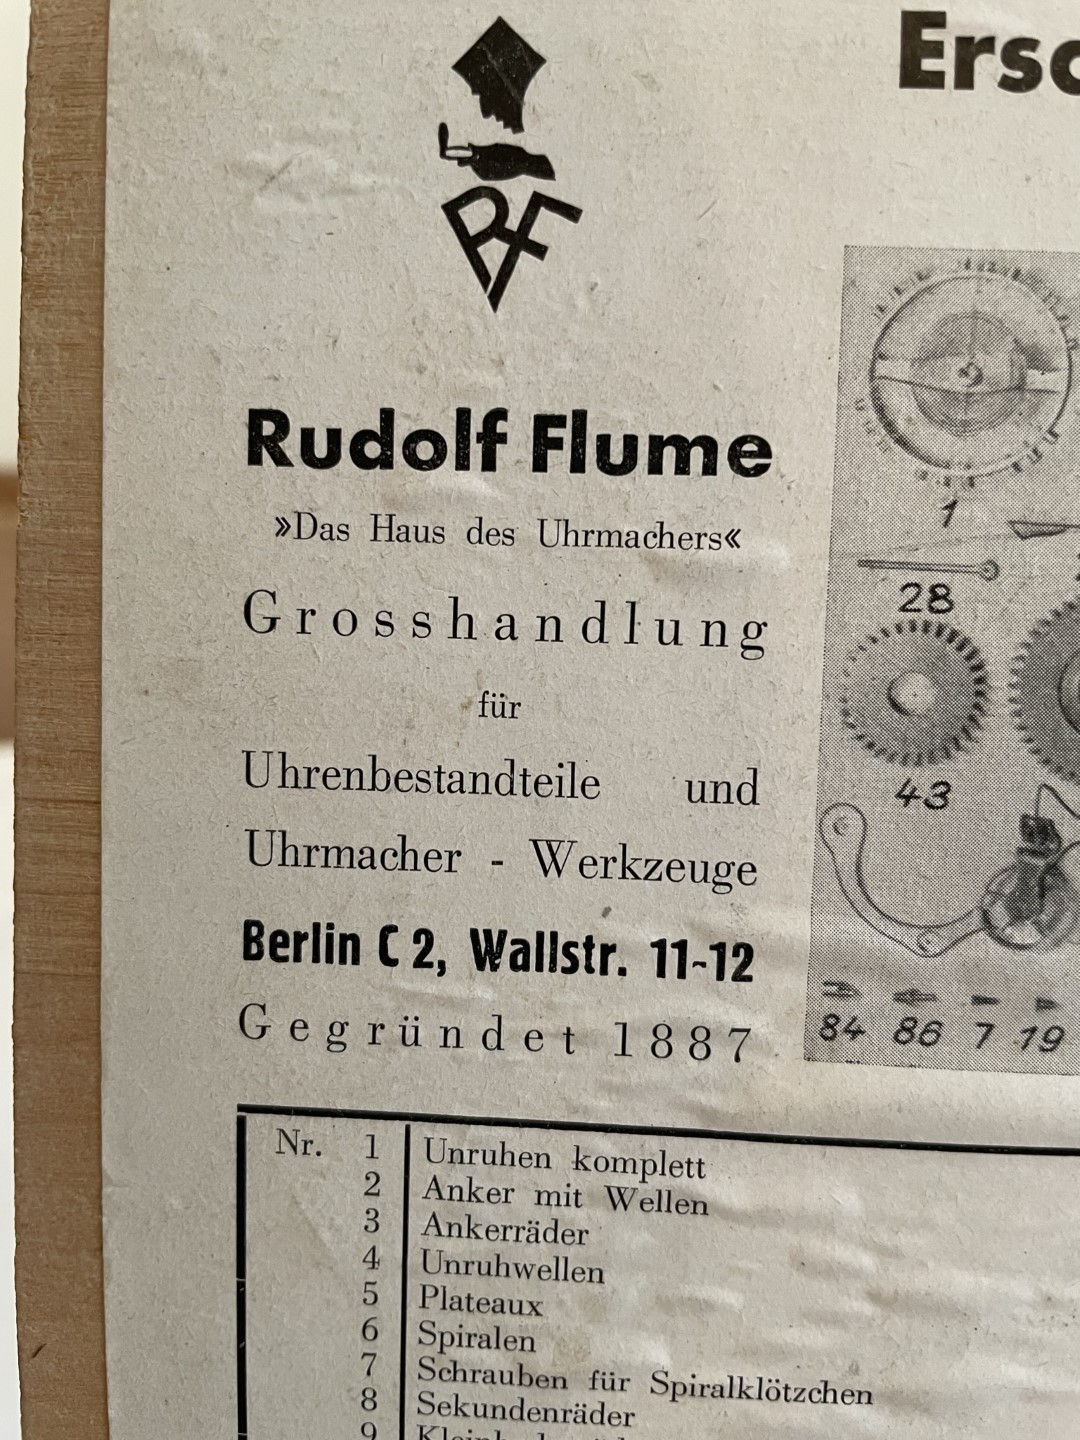 RF
Rudolf Flume
»Das Haus des Uhrmachers«
Grosshandlung
für
Uhrenbestandteile und
Uhrmacher - Werkzeuge
Berlin C 2, Wallstr. 11-12
Gegründet 1887
1
28
43
84 86 7 19
Nr. 1 Unruhen komplett
2 Anker mit Wellen
3 Ankerräder
4 Unruhwellen
5 Plateaux
6 Spiralen
7 Schrauben für Spiralklötzchen
8 Sekundenräder
9